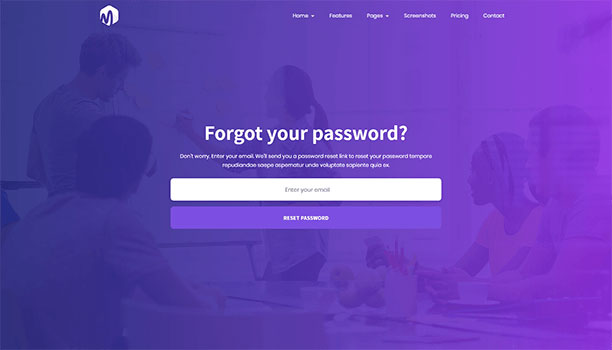 Home Features Pages Screenshots Pricing Contact
Forgot your password?
Don't worry. Enter your email. We'll send you a password reset link to reset your password tempore
repudiandae saepe aspernatur unde voluptate sapiente quia ex.
Enter your email
RESET PASSWORD